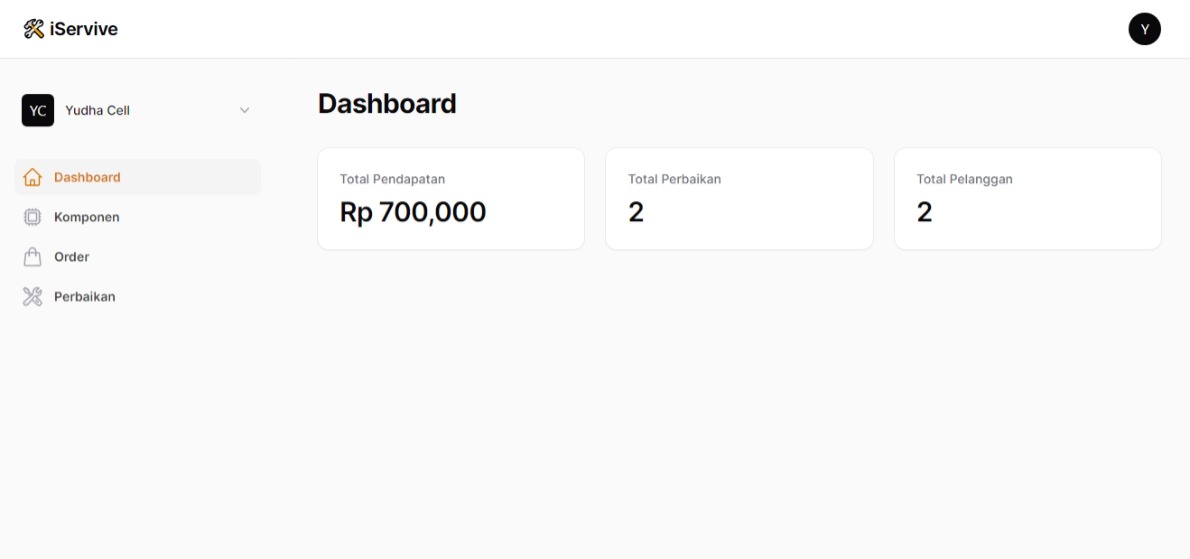 iServive
Y
YC
Yudha Cell
Dashboard
Komponen
Order
Perbaikan
Dashboard
Total Pendapatan
Rp 700,000
Total Perbaikan
2
Total Pelanggan
2